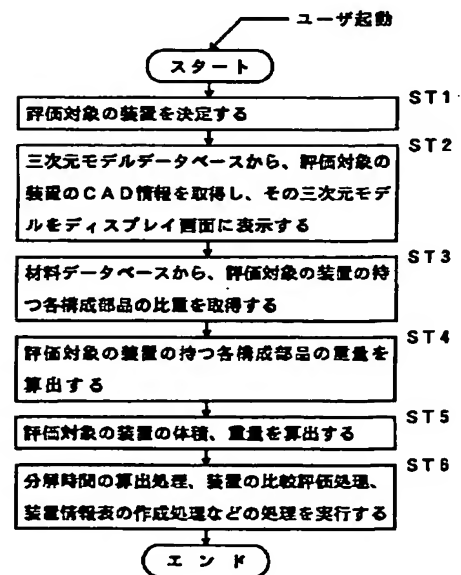 ユーザ起動
スタート
ST1
評価対象の装置を決定する
ST2
三次元モデルデータベースから、評価対象の
装置のCAD情報を取得し、その三次元モデ
ルをディスプレイ画面に表示する
ST3
材料データベースから、評価対象の装置の持
つ各構成部品の比重を取得する
ST4
評価対象の装置の持つ各構成部品の重量を
算出する
ST5
評価対象の装置の体積、重量を算出する
ST6
分解時間の算出処理、装置の比較評価処理、
装置情報表の作成処理などの処理を実行する
エンド